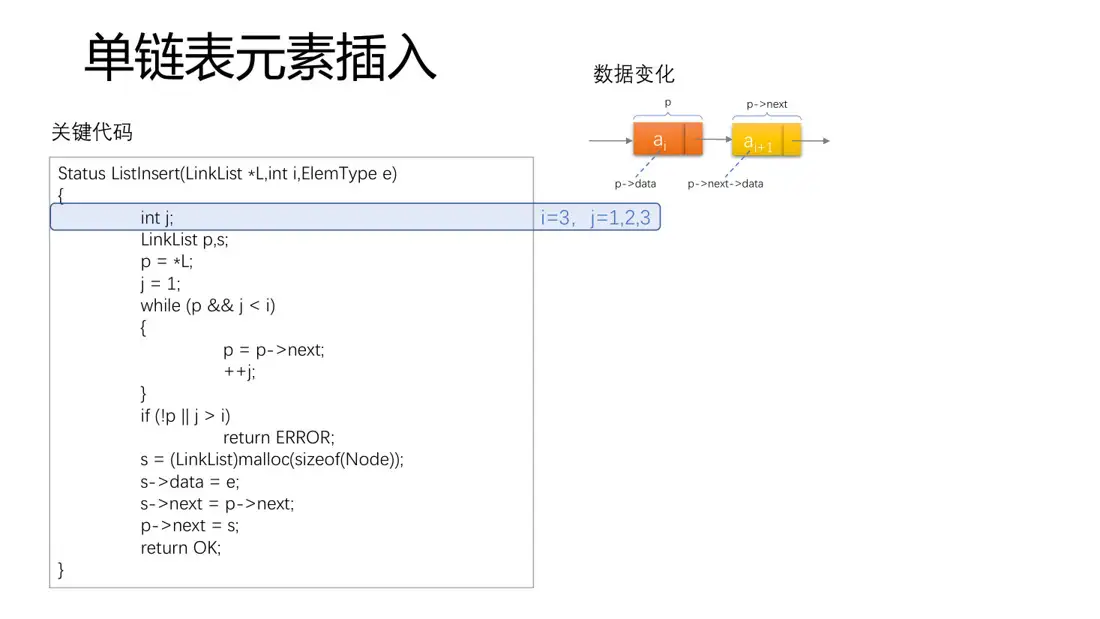 单链表元素插入
关键代码
Status ListInsert(LinkList *L,int i,ElemType e)
{
int j;
i=3, j=1,2,3
LinkList p,s;
p = *L;
j = 1;
while (p && j < i)
{
p = p->next;
++j;
}
if (!p || j > i)
return ERROR;
s = (LinkList)malloc(sizeof(Node));
s->data = e;
s->next = p->next;
p->next = s;
return OK;
}
数据变化
p
p->next
ai
ai+1
p->data
p->next->data